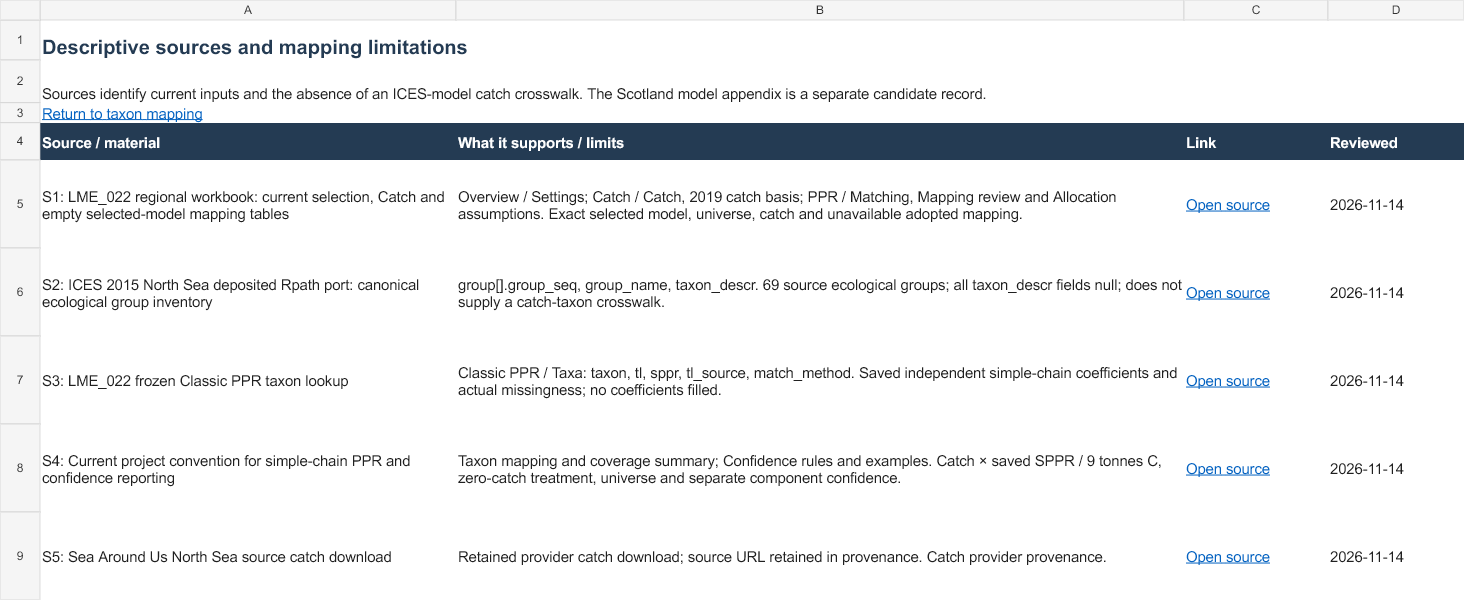 A B C D
1 Descriptive sources and mapping limitations
2 Sources identify current inputs and the absence of an ICES-model catch crosswalk. The Scotland model appendix is a separate candidate record.
3 Return to taxon mapping
4 Source / material What it supports / limits Link Reviewed
5 S1: LME_022 regional workbook: current selection, Catch and
empty selected-model mapping tables
Overview / Settings; Catch / Catch, 2019 catch basis; PPR / Matching, Mapping review and Allocation
assumptions. Exact selected model, universe, catch and unavailable adopted mapping.
Open source
2026-11-14
6 S2: ICES 2015 North Sea deposited Rpath port: canonical
ecological group inventory
group[].group_seq, group_name, taxon_descr. 69 source ecological groups; all taxon_descr fields null; does not
supply a catch-taxon crosswalk.
Open source
2026-11-14
7 S3: LME_022 frozen Classic PPR taxon lookup
Classic PPR / Taxa: taxon, tl, sppr, tl_source, match_method. Saved independent simple-chain coefficients and
actual missingness; no coefficients filled.
Open source
2026-11-14
8 S4: Current project convention for simple-chain PPR and
confidence reporting
Taxon mapping and coverage summary; Confidence rules and examples. Catch × saved SPPR / 9 tonnes C,
zero-catch treatment, universe and separate component confidence.
Open source
2026-11-14
9 S5: Sea Around Us North Sea source catch download
Retained provider catch download; source URL retained in provenance. Catch provider provenance.
Open source
2026-11-14